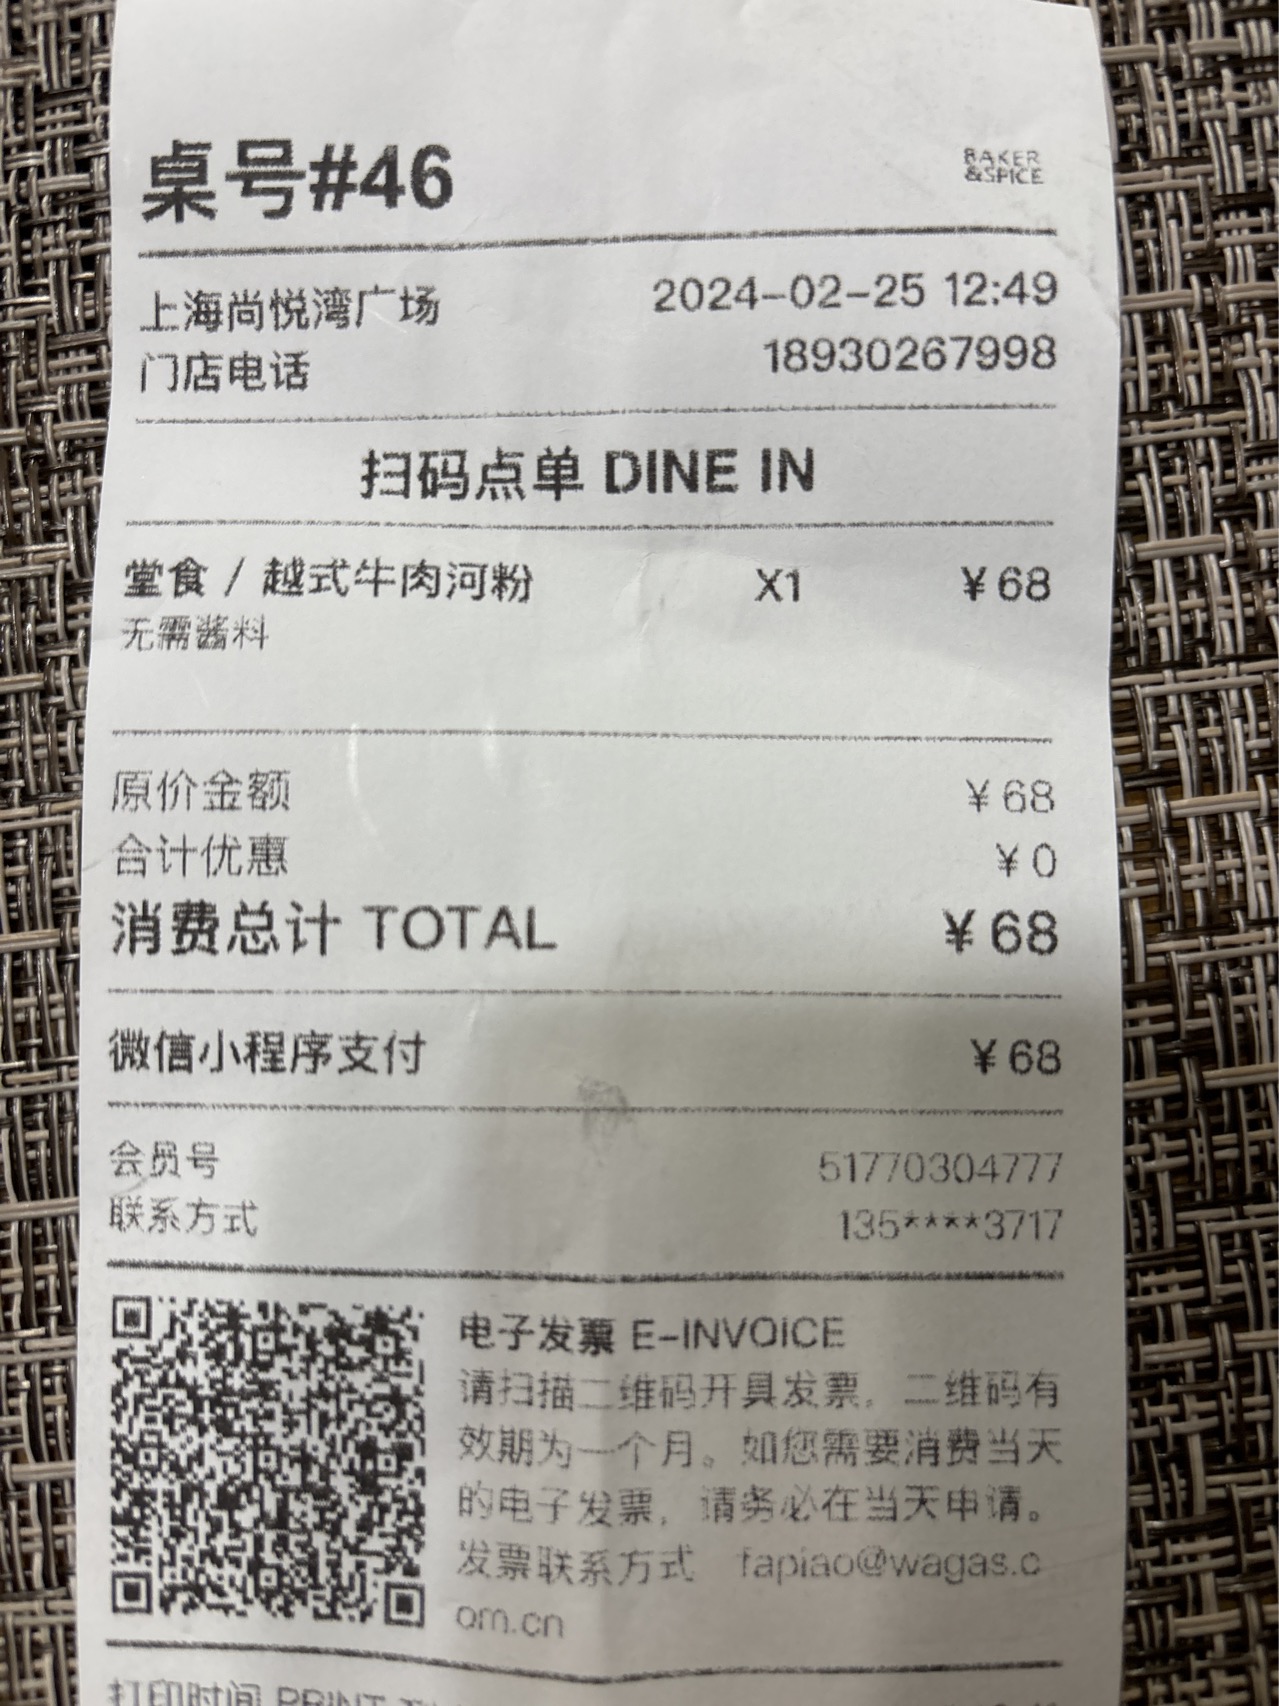 桌号#46
BAKER
&SPICE
上海尚悦湾广场 2024-02-25 12:49
门店电话 18930267998
扫码点单 DINE IN
堂食 / 越式牛肉河粉 X1 ¥68
无需酱料
原价金额 ¥68
合计优惠 ¥0
消费总计 TOTAL ¥68
微信小程序支付 ¥68
会员号 51770304777
联系方式 135****3717
电子发票 E-INVOICE
请扫描二维码开具发票，二维码有
效期为一个月。如您需要消费当天
的电子发票，请务必在当天申请。
发票联系方式 fapiao@wagas.c
om.cn
打印时间 PRINT